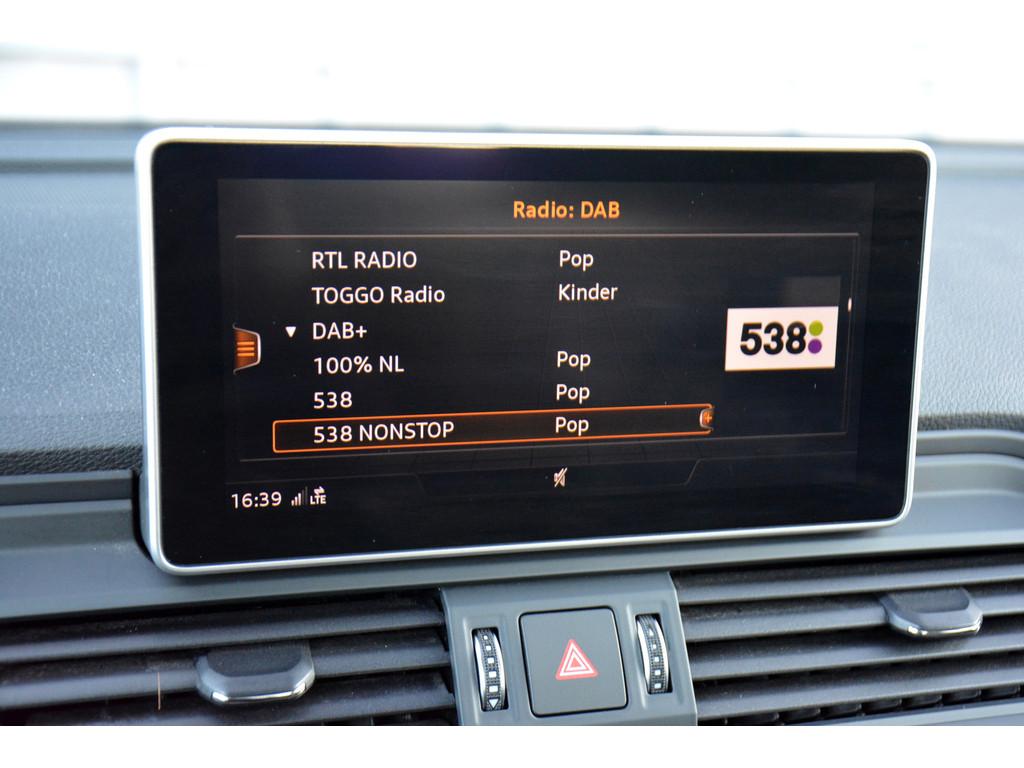 Radio: DAB
RTL RADIO Pop
TOGGO Radio Kinder
DAB+
100% NL Pop
538 Pop
538 NONSTOP Pop
538
16:39 LTE